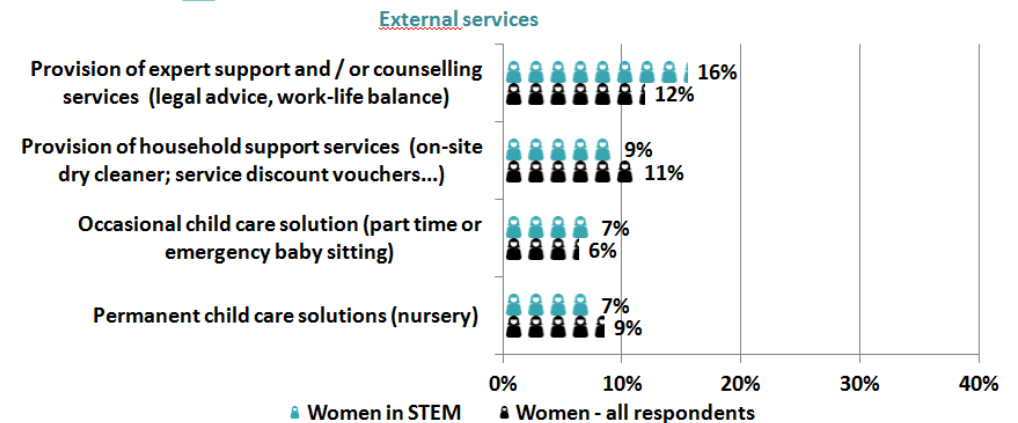 External services
Provision of expert support and / or counselling
services (legal advice, work-life balance)
16%
12%
Provision of household support services (on-site
dry cleaner; service discount vouchers...)
9%
11%
Occasional child care solution (part time or
emergency baby sitting)
7%
6%
Permanent child care solutions (nursery)
7%
9%
0% 10% 20% 30% 40%
Women in STEM Women - all respondents